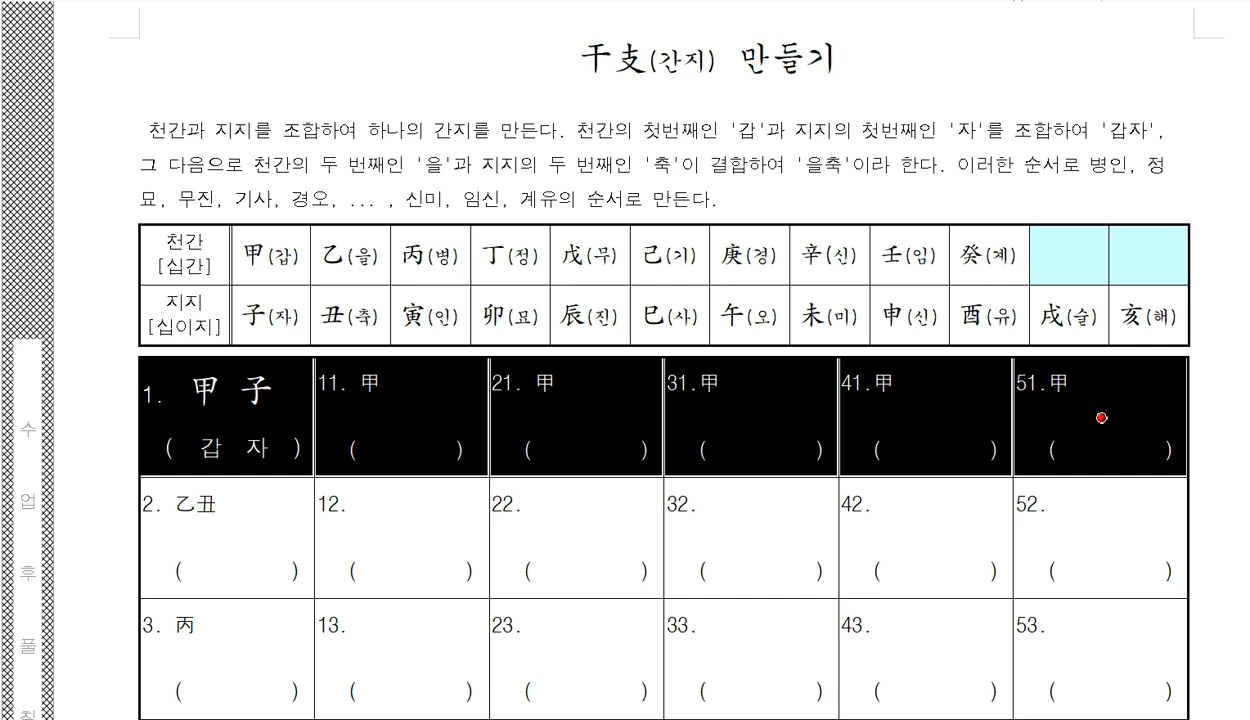 干支(간지) 만들기
천간과 지지를 조합하여 하나의 간지를 만든다. 천간의 첫번째인 '갑'과 지지의 첫번째인 '자'를 조합하여 '갑자',
그 다음으로 천간의 두 번째인 '을'과 지지의 두 번째인 '축'이 결합하여 '을축'이라 한다. 이러한 순서로 병인, 정
묘, 무진, 기사, 경오, ... , 신미, 임신, 계유의 순서로 만든다.
천간 [십간] 甲(갑) 乙(을) 丙(병) 丁(정) 戊(무) 己(기) 庚(경) 辛(신) 壬(임) 癸(계)
지지 [십이지] 子(자) 丑(축) 寅(인) 卯(묘) 辰(진) 巳(사) 午(오) 未(미) 申(신) 酉(유) 戌(술) 亥(해)
1. 甲 子 11. 甲 21. 甲 31.甲 41.甲 51.甲
( 갑 자 ) ( ) ( ) ( ) ( ) ( )
2. 乙丑 12. 22. 32. 42. 52.
( ) ( ) ( ) ( ) ( ) ( )
3. 丙 13. 23. 33. 43. 53.
( ) ( ) ( ) ( ) ( ) ( )
수
업
후
풀